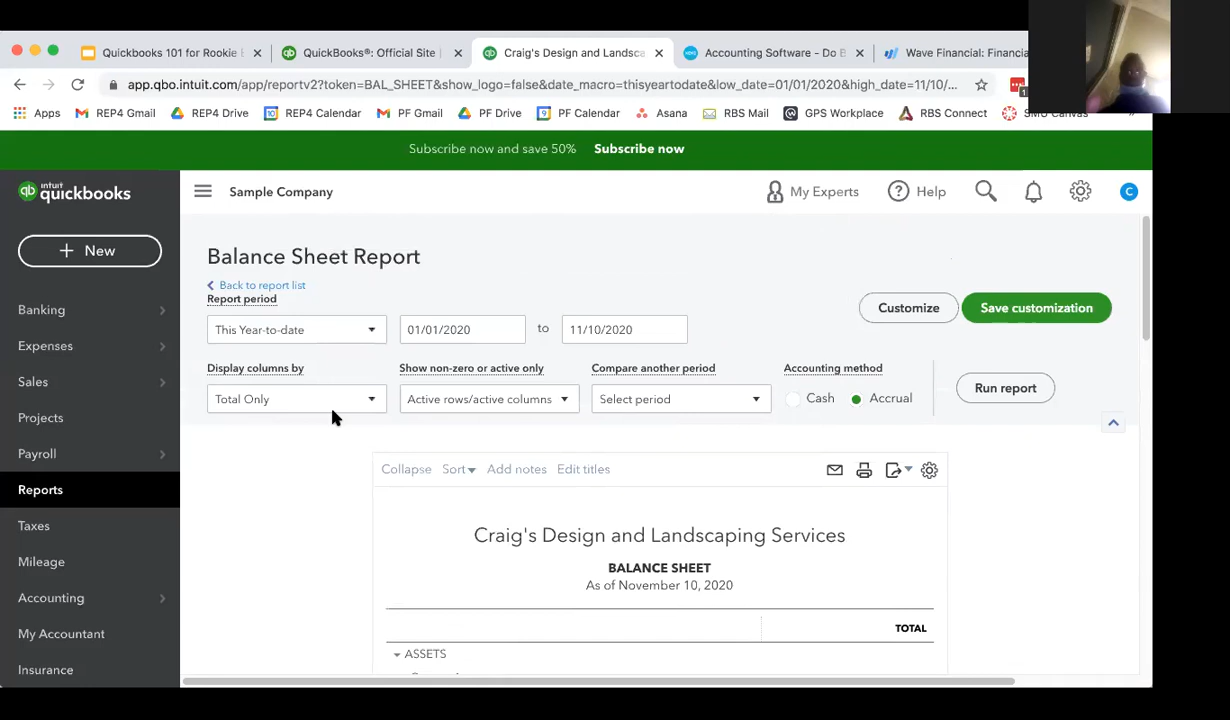 Quickbooks 101 for Rookie
QuickBooks®: Official Site
Craig's Design and Landsca
Accounting Software - Do B
Wave Financial: Financi
app.qbo.intuit.com/app/reportv2?token=BAL_SHEET&show_logo=false&date_macro=thisyeartodate&low_date=01/01/2020&high_date=11/10/...
Apps REP4 Gmail REP4 Drive REP4 Calendar PF Gmail PF Drive PF Calendar Asana RBS Mail GPS Workplace RBS Connect SMU Canvas
Subscribe now and save 50% Subscribe now
intuit quickbooks
Sample Company
My Experts
Help
C
New
Banking
Expenses
Sales
Projects
Payroll
Reports
Taxes
Mileage
Accounting
My Accountant
Insurance
Balance Sheet Report
Back to report list
Report period
This Year-to-date 01/01/2020 to 11/10/2020
Customize
Save customization
Display columns by Show non-zero or active only Compare another period Accounting method
Total Only Active rows/active columns Select period Cash Accrual
Run report
Collapse Sort Add notes Edit titles
Craig's Design and Landscaping Services
BALANCE SHEET
As of November 10, 2020
TOTAL
ASSETS